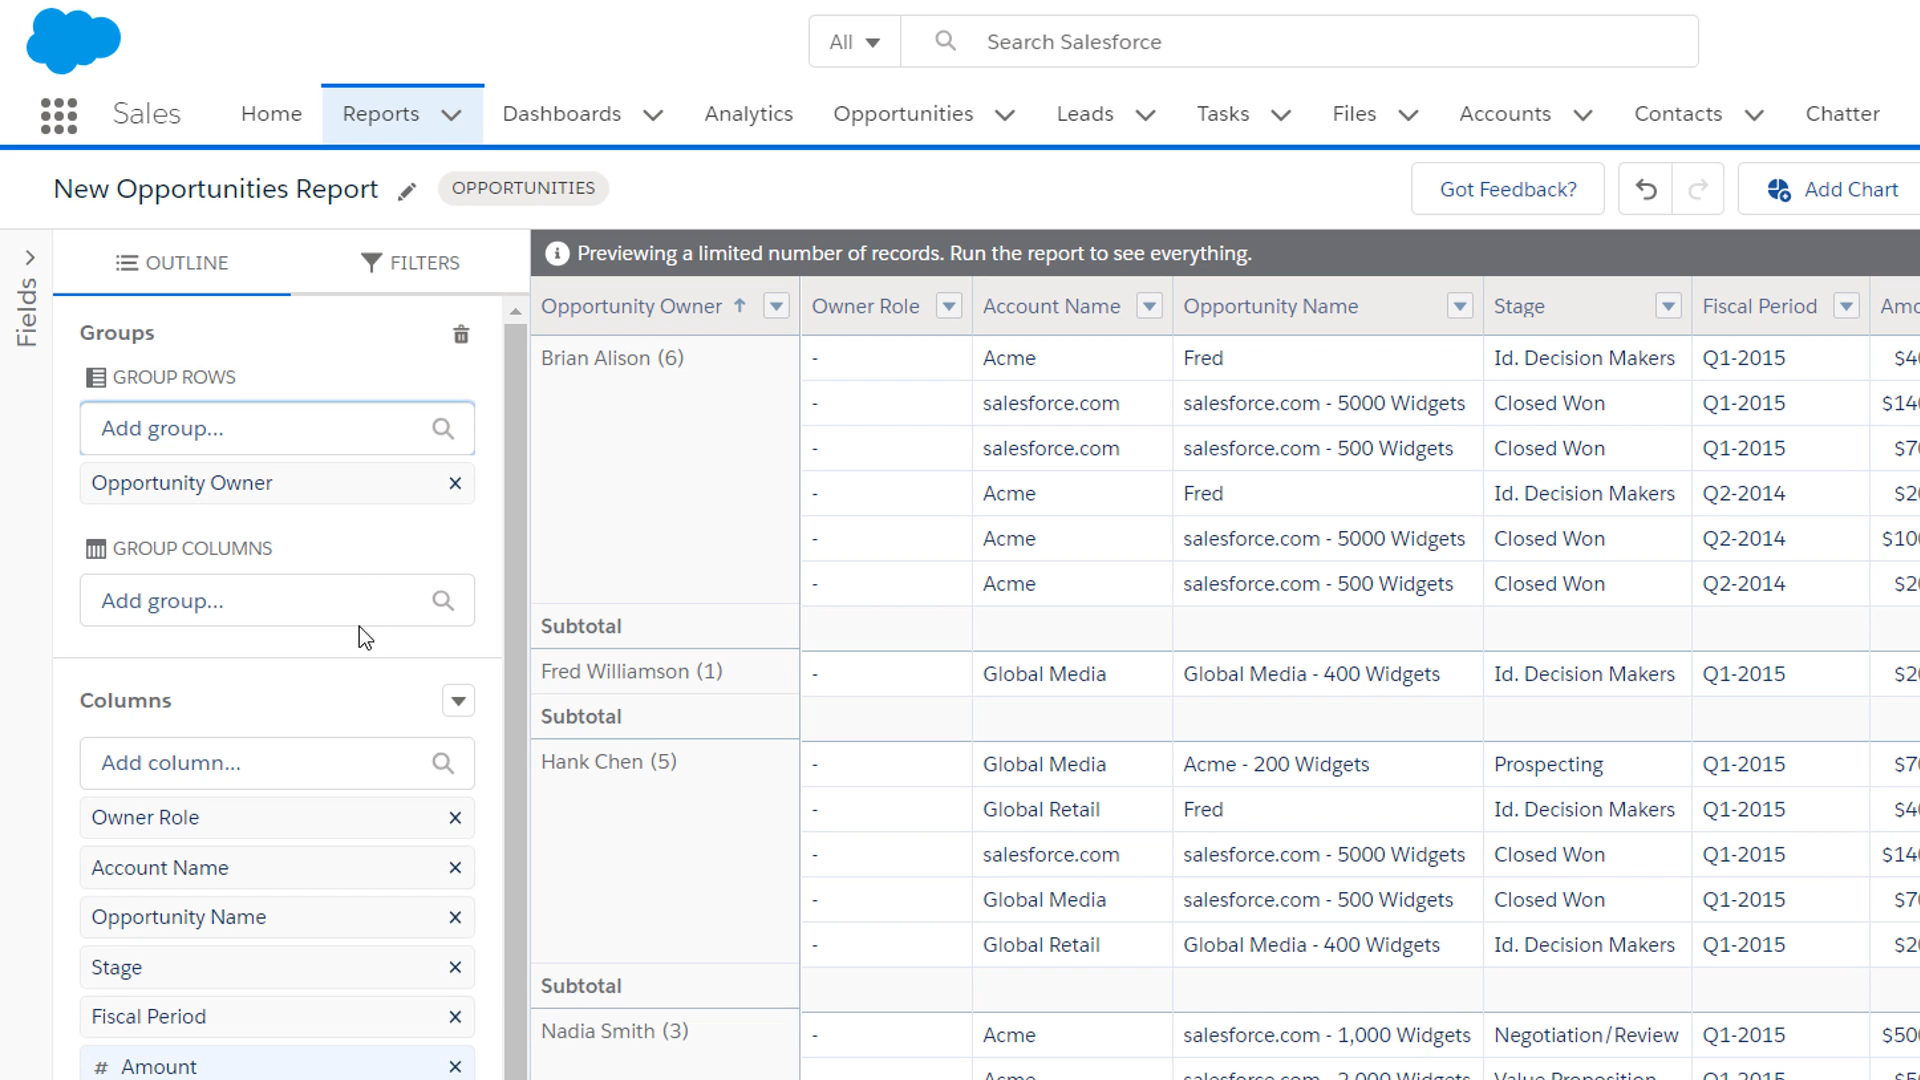 All
Search Salesforce
Sales
Home
Reports
Dashboards
Analytics
Opportunities
Leads
Tasks
Files
Accounts
Contacts
Chatter
New Opportunities Report
OPPORTUNITIES
Got Feedback?
Add Chart
Fields
OUTLINE
FILTERS
Groups
GROUP ROWS
Add group...
Opportunity Owner
GROUP COLUMNS
Add group...
Columns
Add column...
Owner Role
Account Name
Opportunity Name
Stage
Fiscal Period
# Amount
Previewing a limited number of records. Run the report to see everything.
Opportunity Owner Owner Role Account Name Opportunity Name Stage Fiscal Period
Brian Alison (6) - Acme Fred Id. Decision Makers Q1-2015
- salesforce.com salesforce.com - 5000 Widgets Closed Won Q1-2015
- salesforce.com salesforce.com - 500 Widgets Closed Won Q1-2015
- Acme Fred Id. Decision Makers Q2-2014
- Acme salesforce.com - 5000 Widgets Closed Won Q2-2014
- Acme salesforce.com - 500 Widgets Closed Won Q2-2014
Subtotal
Fred Williamson (1) - Global Media Global Media - 400 Widgets Id. Decision Makers Q1-2015
Subtotal
Hank Chen (5) - Global Media Acme - 200 Widgets Prospecting Q1-2015
- Global Retail Fred Id. Decision Makers Q1-2015
- salesforce.com salesforce.com - 5000 Widgets Closed Won Q1-2015
- Global Media salesforce.com - 500 Widgets Closed Won Q1-2015
- Global Retail Global Media - 400 Widgets Id. Decision Makers Q1-2015
Subtotal
Nadia Smith (3) - Acme salesforce.com - 1,000 Widgets Negotiation/Review Q1-2015